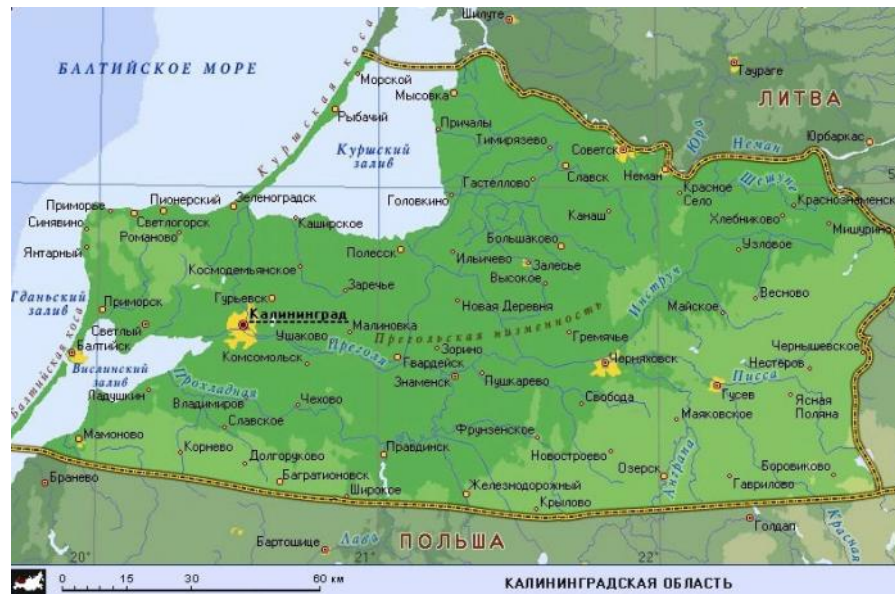 Шилуте
БАЛТИЙСКОЕ МОРЕ
Куршская коса
Морской
Мысовка
Таураге
ЛИТВА
Рыбачий
Причалы
Куршский
залив
Тимирязево
Советск
Юра
Неман
Юрбаркас
Славск
Неман
Гастеллово
Красное
Село
Шешупе
Краснознаменск
Приморье
Пионерский
Зеленоградск
Головкино
Канаш
Хлебниково
Мишурино
Синявино
Светлогорск
Романово
Каширское
Янтарный
Полесск
Большаково
Узловое
Космодемьянское
Ильичево
Залесье
Высокое
Инструч
Гданьский
залив
Приморск
Гурьевск
Заречье
Новая Деревня
Майское
Весново
Калининград
Светлый
Ушаково
Малиновка
Прегольская низменность
Гремячье
Балтийск
Преголя
Зорино
Чернышевское
Балтийская коса
Вислинский
залив
Комсомольск
Гвардейск
Черняховск
Нестеров
Писса
Прохладная
Знаменск
Пушкарево
Гусев
Ладушкин
Владимиров
Чехово
Свобода
Ясная
Поляна
Славское
Маяковское
Мамоново
Фрунзенское
Корнево
Правдинск
Новостроево
Долгоруково
Озерск
Анграпа
Боровиково
Бранево
Багратионовск
Гаврилово
Широкое
Железнодорожный
Крылово
Красная
Голдап
Лава
ПОЛЬША
Бартошице
20°
21°
22°
0 15 30 60 км
КАЛИНИНГРАДСКАЯ ОБЛАСТЬ